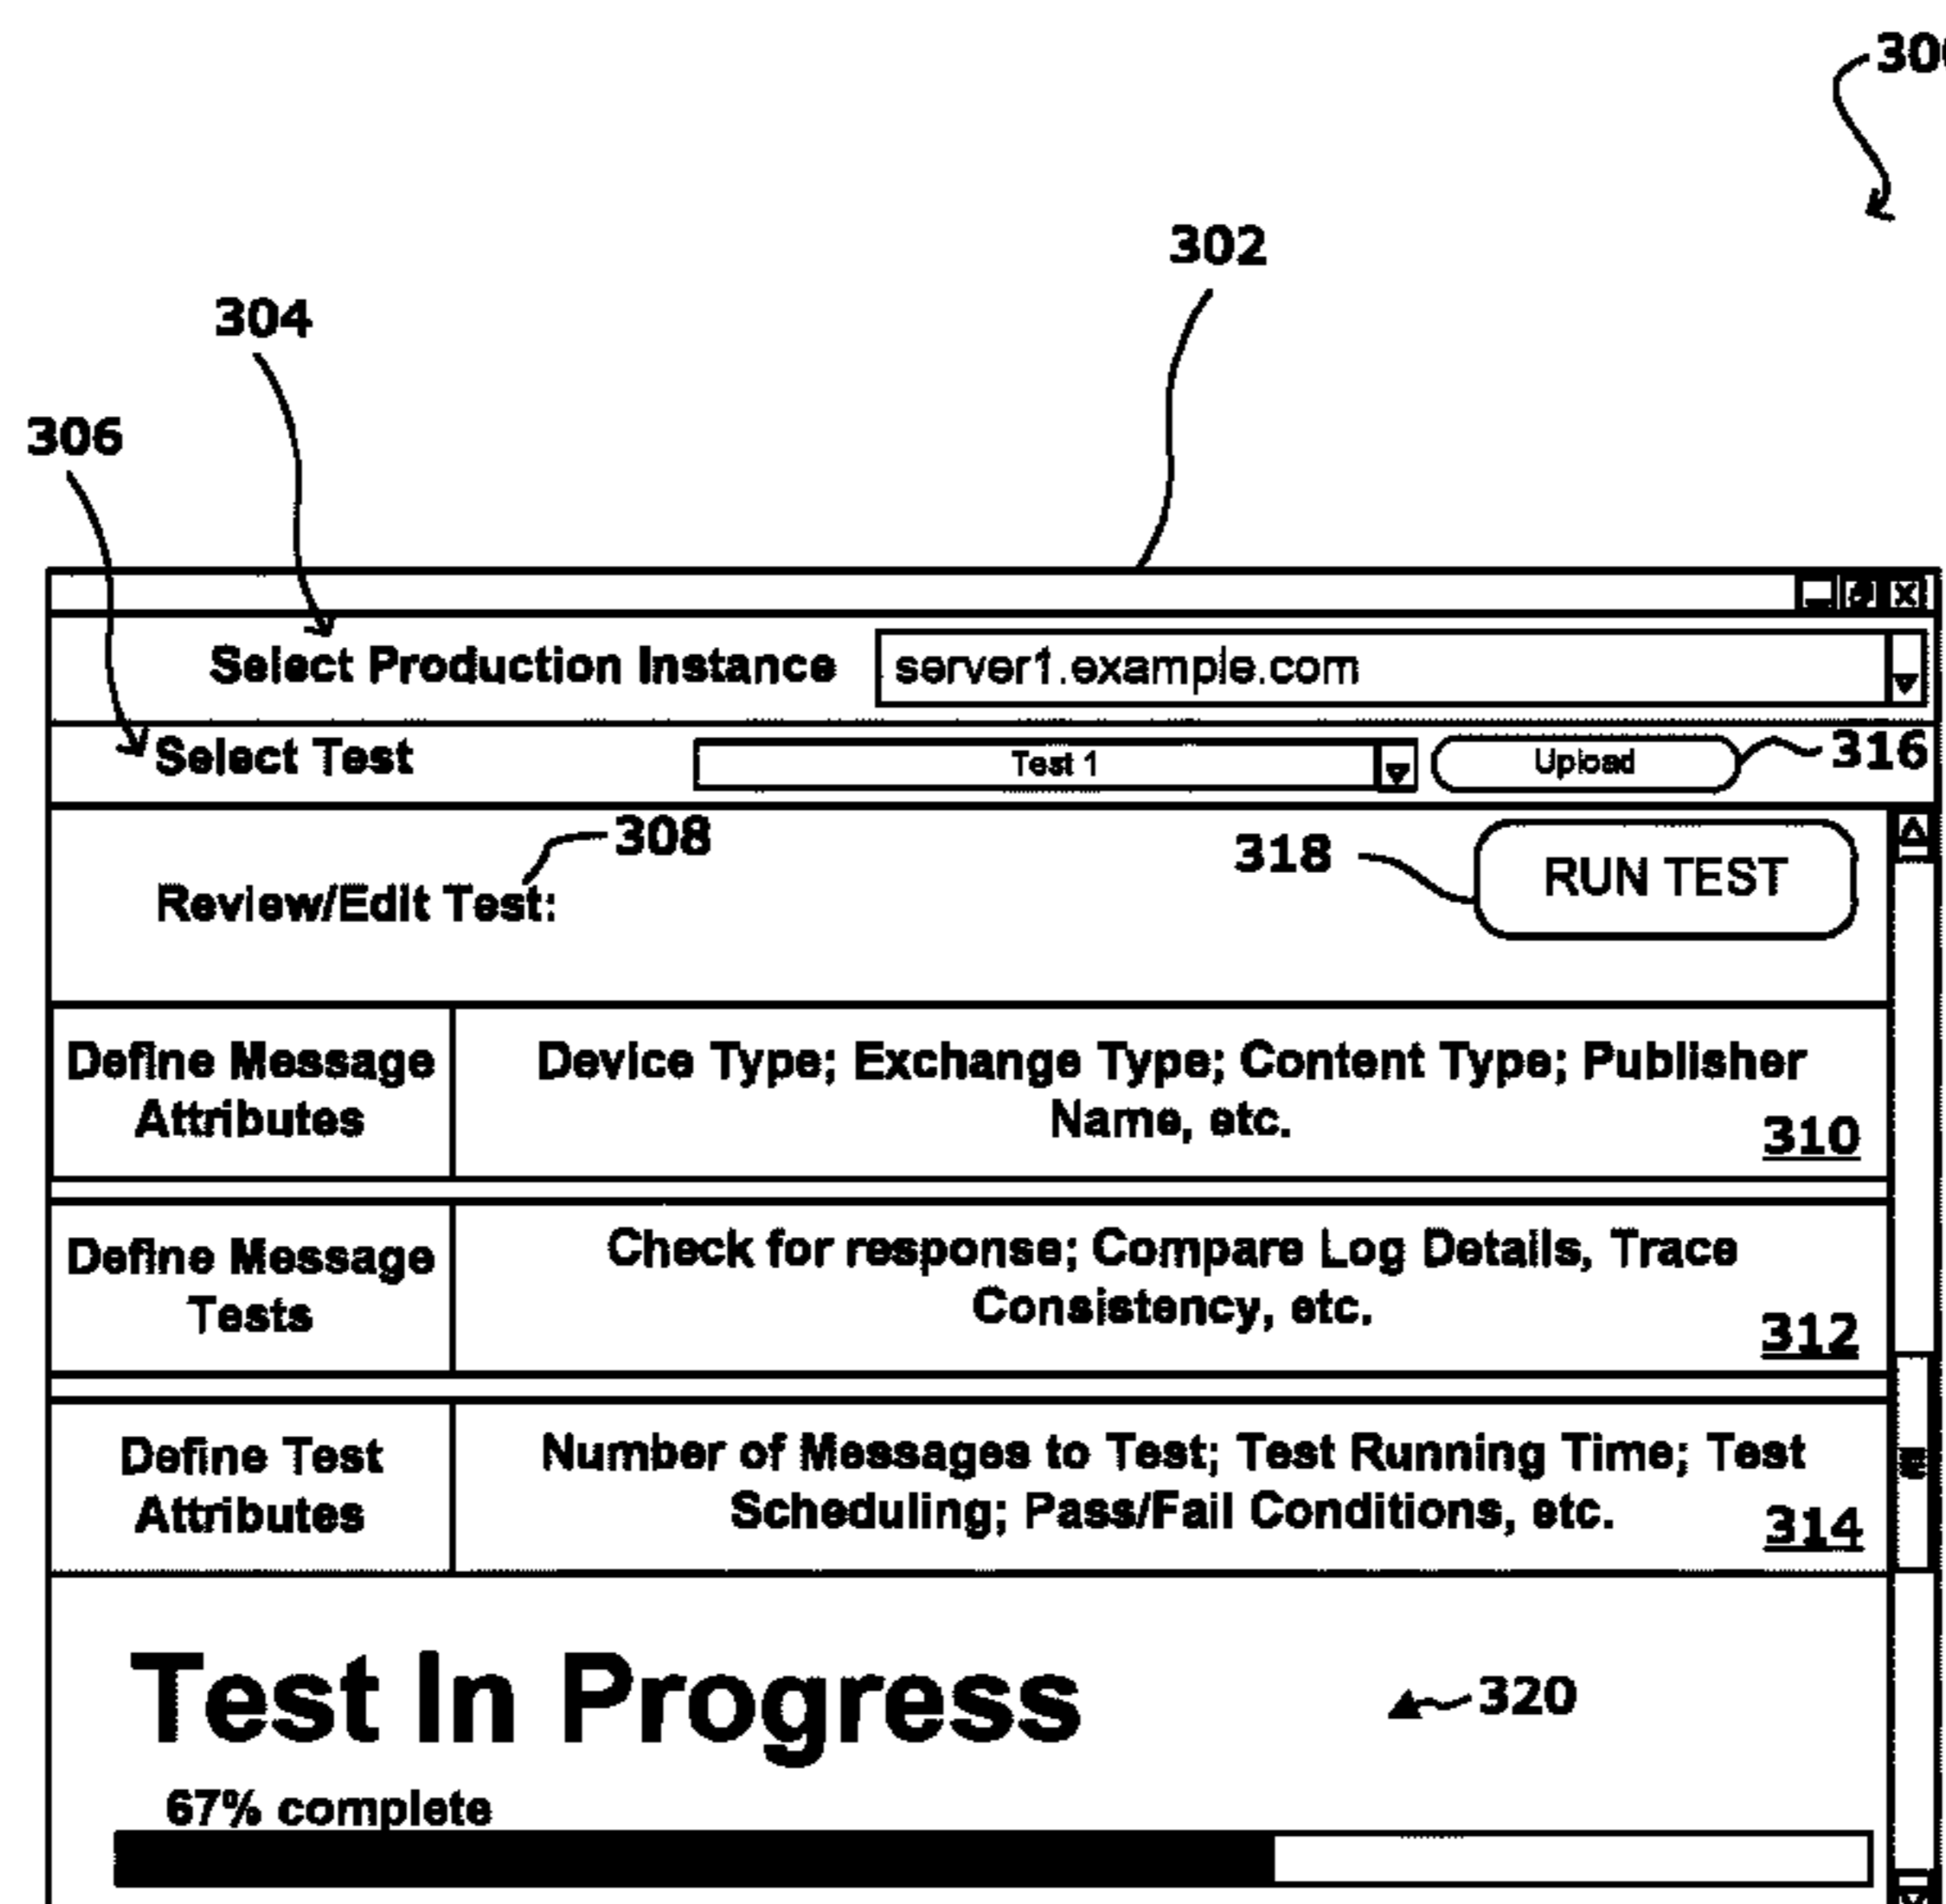 302
304
306
Select Production Instance server1.example.com
Select Test Test 1 Upload 316
308
318 RUN TEST
Review/Edit Test:
Define Message Attributes
Device Type; Exchange Type; Content Type; Publisher
Name, etc.
310
Define Message
Tests
Check for response; Compare Log Details, Trace
Consistency, etc.
312
Define Test
Attributes
Number of Messages to Test; Test Running Time; Test
Scheduling; Pass/Fail Conditions, etc.
314
Test In Progress
320
67% complete